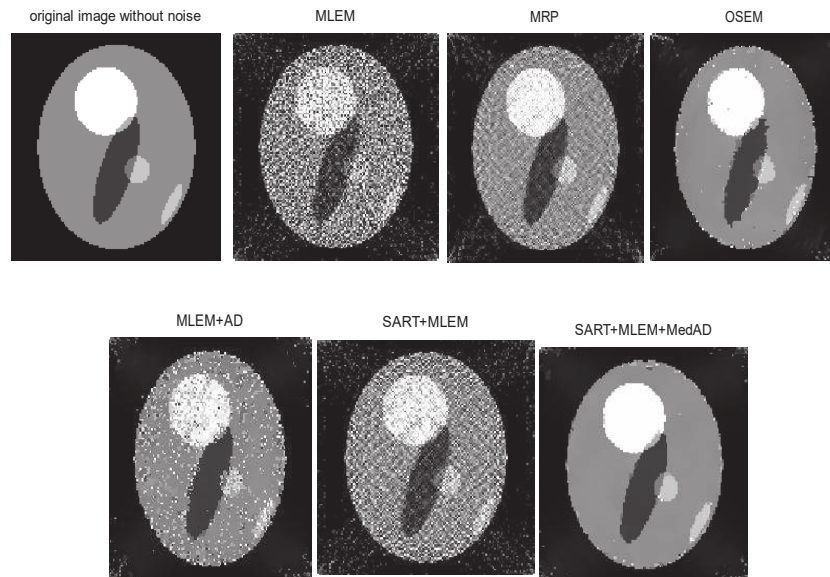 original image without noise
MLEM
MRP
OSEM
MLEM+AD
SART+MLEM
SART+MLEM+MedAD